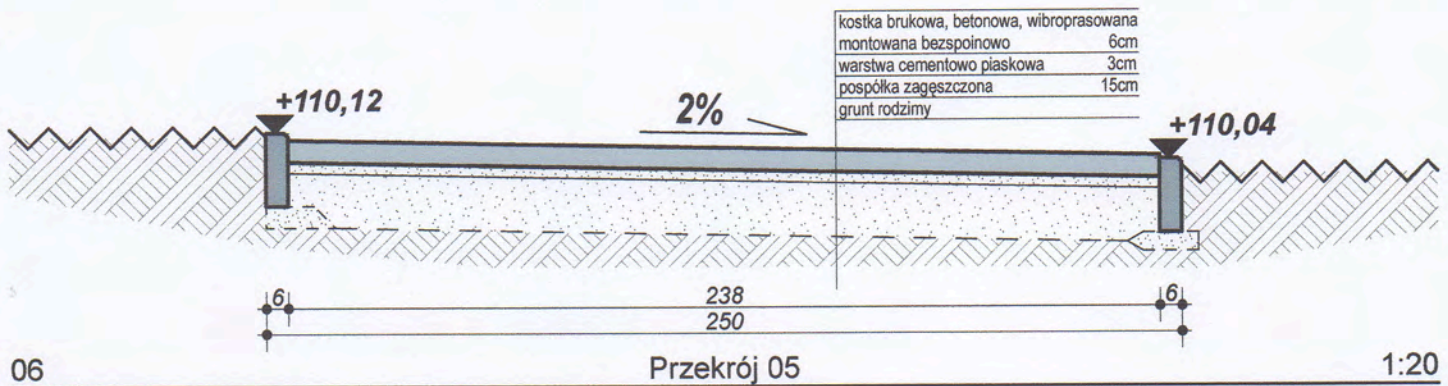 kostka brukowa, betonowa, wibroprasowana
montowana bezspoinowo 6cm
warstwa cementowo piaskowa 3cm
pospółka zagęszczona 15cm
grunt rodzimy
+110,12
2%
+110,04
6 238 6
250
06 Przekrój 05 1:20